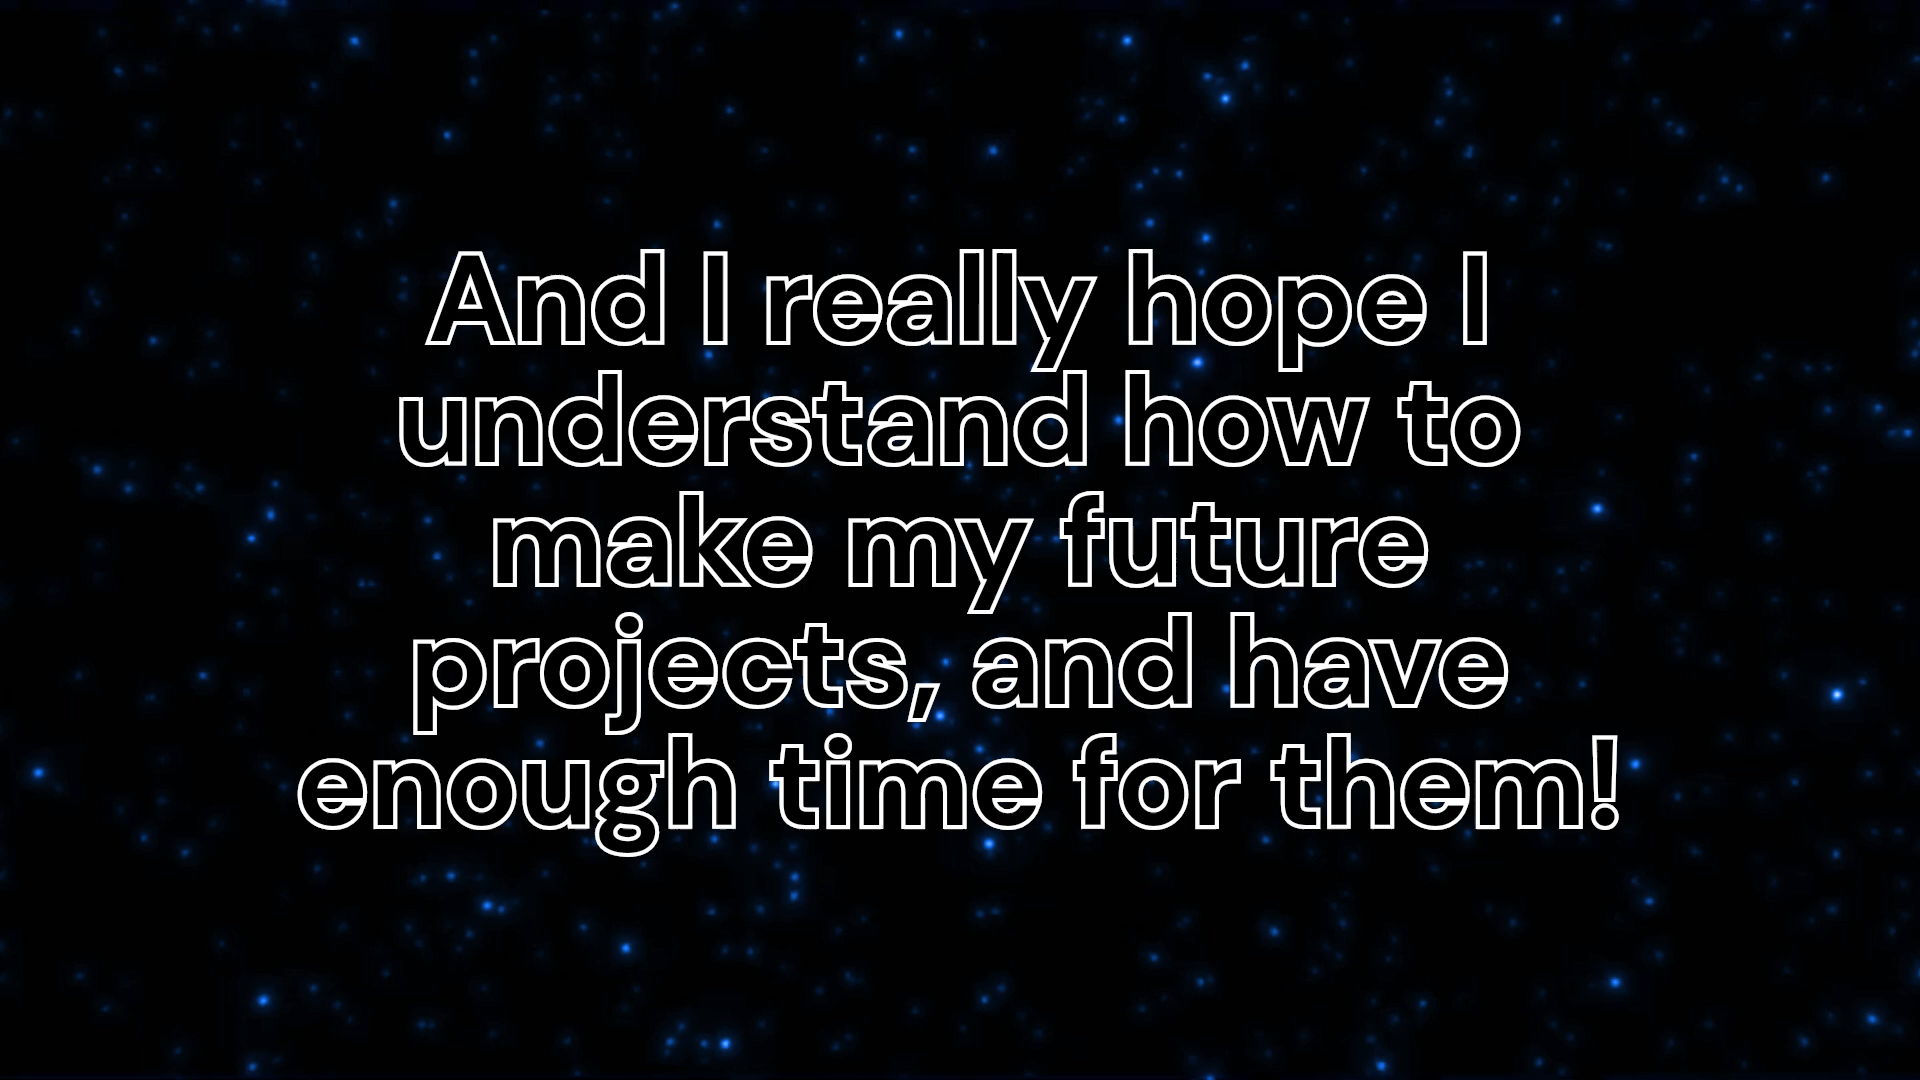 And I really hope I
understand how to
make my future
projects, and have
enough time for them!